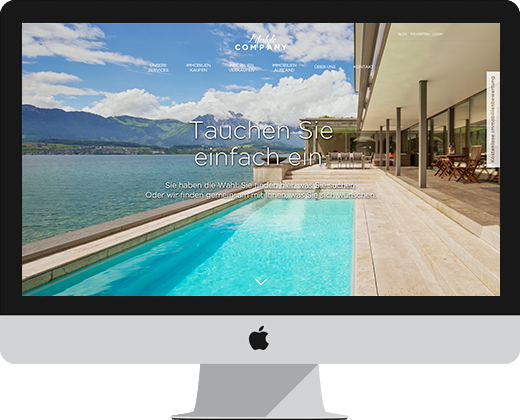 Lifestyle
COMPANY
BLOG
LOGIN
UNSERE
SERVICES
IMMOBILIEN
KAUFEN
IMMOBILIEN
VERKAUFEN
IMMOBILIEN
AUSLAND
ÜBER UNS
KONTAKT
Kostenlose Immobilienbewertung
Tauchen Sie
einfach ein.
Sie haben die Wahl: Sie finden hier, was Sie suchen.
Oder wir finden gemeinsam mit Ihnen, was Sie sich wünschen.